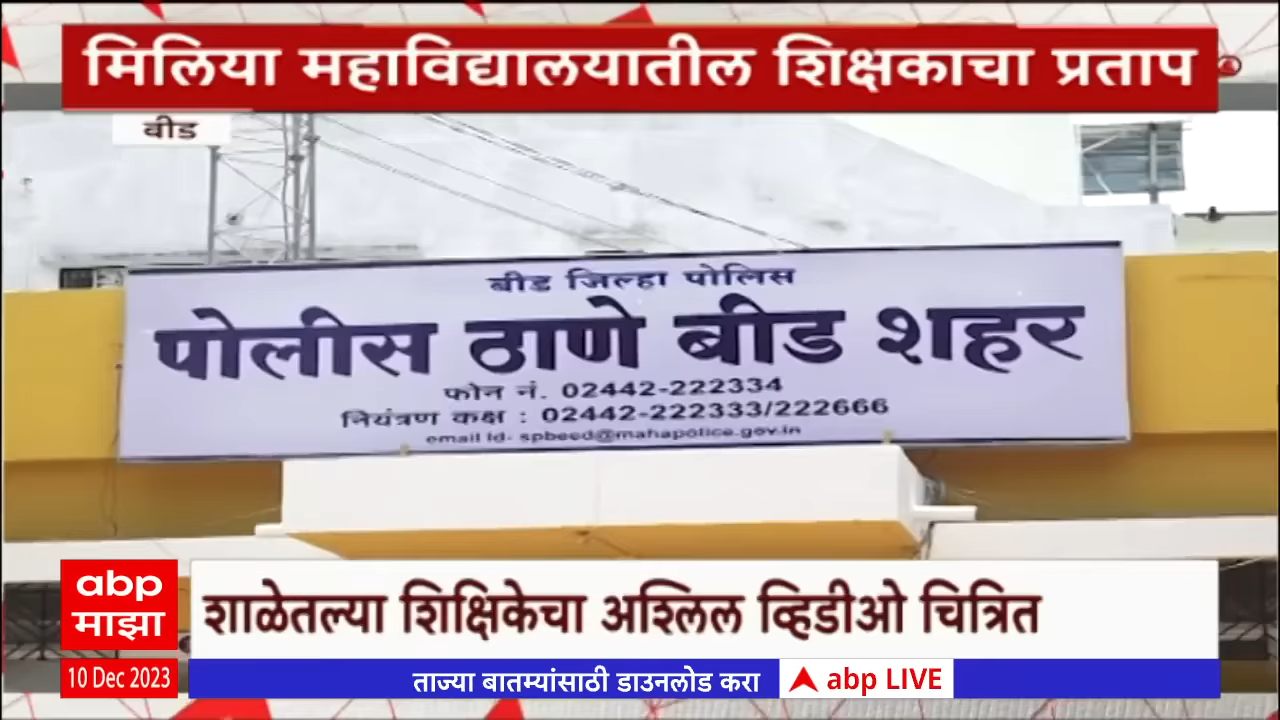 मिलिया महाविद्यालयातील शिक्षकाचा प्रताप
बीड
बीड जिल्हा पोलिस
पोलीस ठाणे बीड शहर
फोन नं. 02442-222334
नियंत्रण कक्ष : 02442-222333/222666
email Id- spbeed@mahapolice.gov.in
abp
माझा
शाळेतल्या शिक्षिकेचा अश्लिल व्हिडीओ चित्रित
10 Dec 2023
ताज्या बातम्यांसाठी डाउनलोड करा
abp LIVE